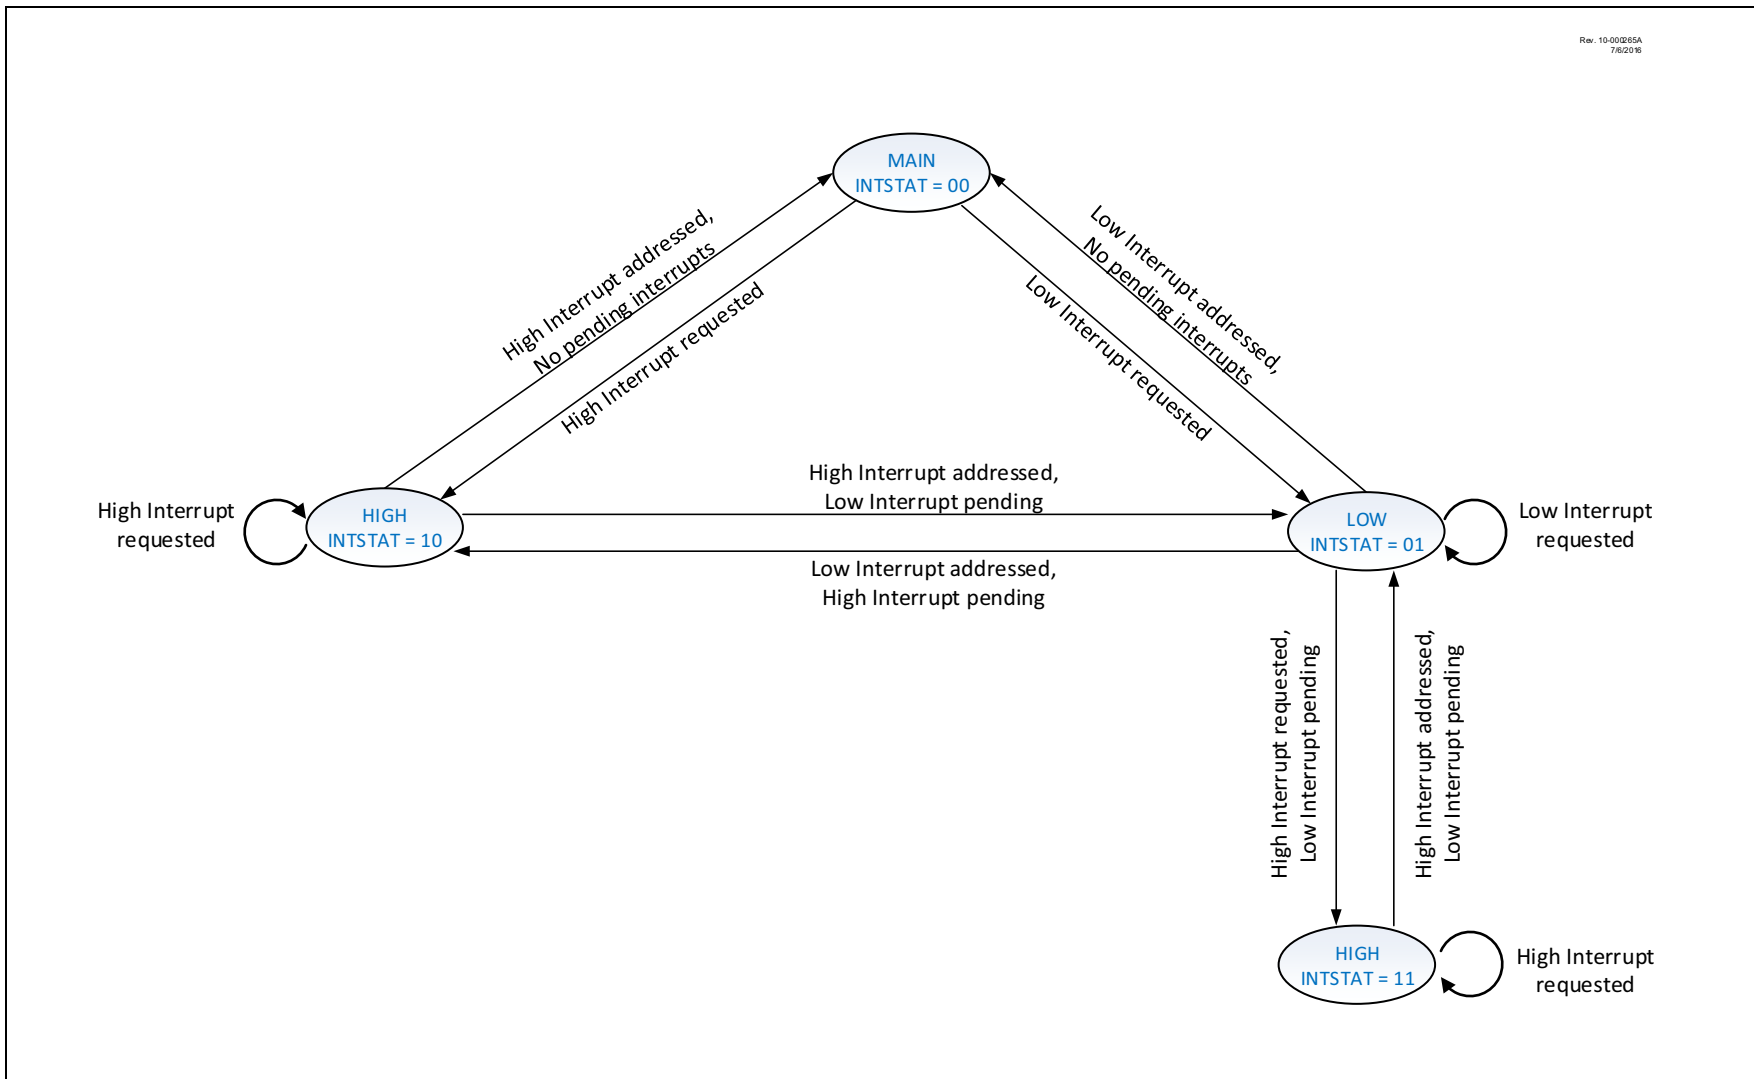 Rev. 10-000265A
7/6/2016
MAIN
INTSTAT = 00
High Interrupt addressed,
No pending interrupts
High Interrupt requested
Low Interrupt addressed,
No pending interrupts
Low Interrupt requested
High Interrupt addressed,
Low Interrupt pending
High Interrupt
requested
HIGH
INTSTAT = 10
LOW
INTSTAT = 01
Low Interrupt
requested
Low Interrupt addressed,
High Interrupt pending
High Interrupt requested,
Low Interrupt pending
High Interrupt addressed,
Low Interrupt pending
HIGH
INTSTAT = 11
High Interrupt
requested